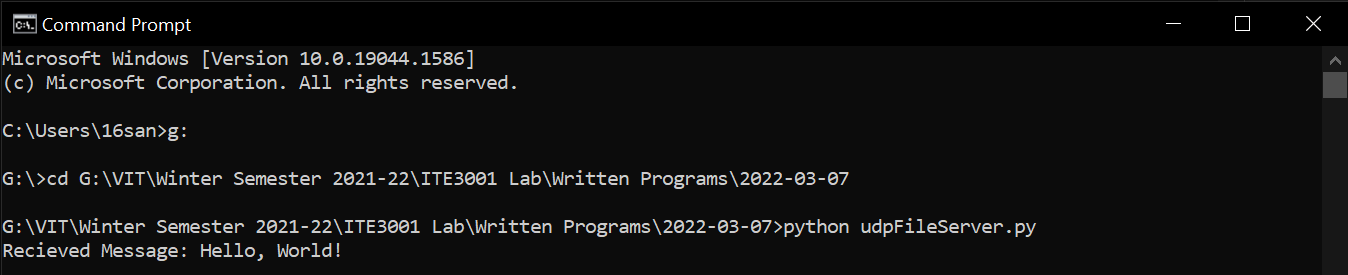 Command Prompt
Microsoft Windows [Version 10.0.19044.1586]
(c) Microsoft Corporation. All rights reserved.
C:\Users\16san>g:
G:\>cd G:\VIT\Winter Semester 2021-22\ITE3001 Lab\Written Programs\2022-03-07
G:\VIT\Winter Semester 2021-22\ITE3001 Lab\Written Programs\2022-03-07>python udpFileServer.py
Recieved Message: Hello, World!